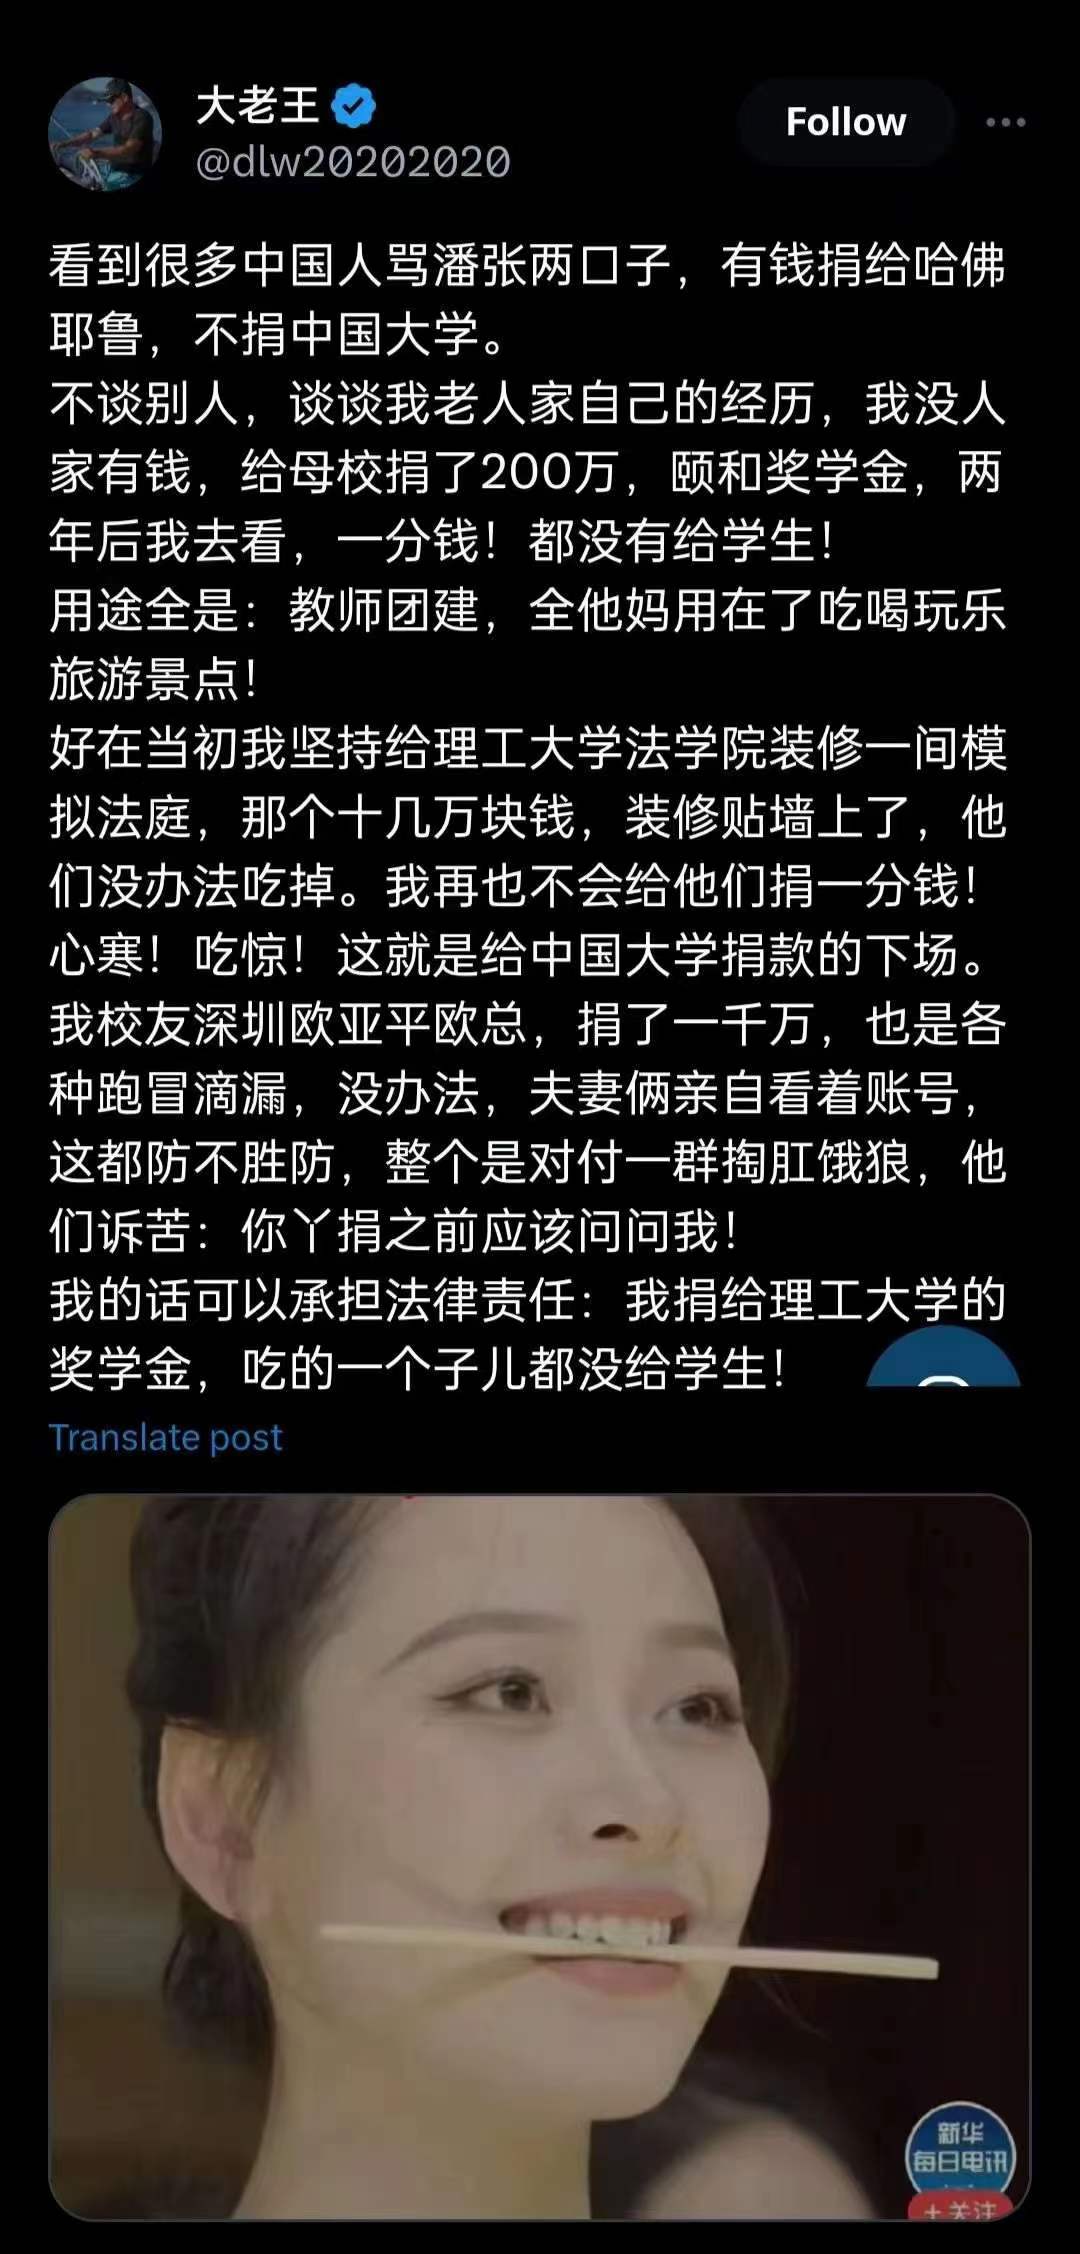 大老王
@dlw20202020
Follow
看到很多中国人骂潘张两口子，有钱捐给哈佛
耶鲁，不捐中国大学。
不谈别人，谈谈我老人家自己的经历，我没人
家有钱，给母校捐了200万，颐和奖学金，两
年后我去看，一分钱！都没有给学生！
用途全是：教师团建，全他妈用在了吃喝玩乐
旅游景点！
好在当初我坚持给理工大学法学院装修一间模
拟法庭，那个十几万块钱，装修贴墙上了，他
们没办法吃掉。我再也不会给他们捐一分钱！
心寒！吃惊！这就是给中国大学捐款的下场。
我校友深圳欧亚平欧总，捐了一千万，也是各
种跑冒滴漏，没办法，夫妻俩亲自看着账号，
这都防不胜防，整个是对付一群掏肛饿狼，他
们诉苦：你丫捐之前应该问问我！
我的话可以承担法律责任：我捐给理工大学的
奖学金，吃的一个子儿都没给学生！
Translate post
新华
每日电讯
+关注